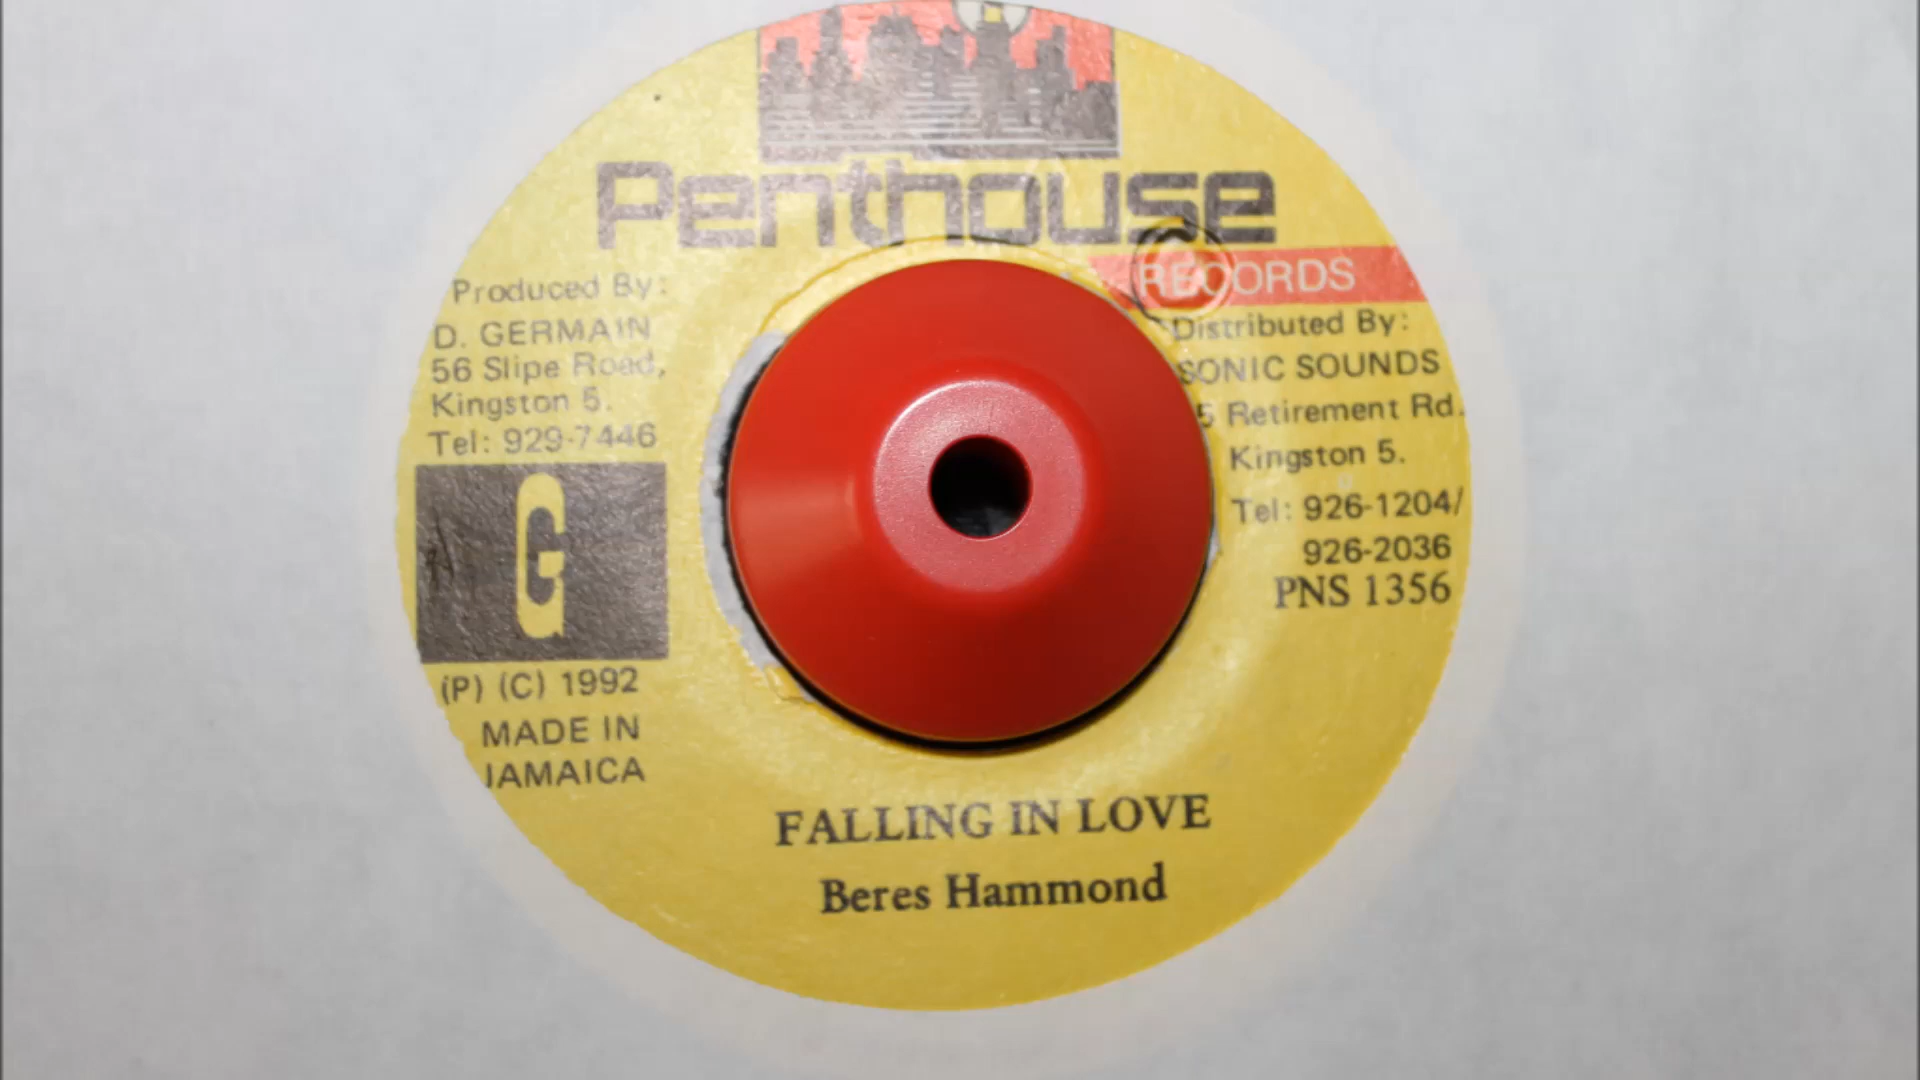 Penthouse
RECORDS
Produced By:
D. GERMAIN
56 Slipe Road,
Kingston 5.
Tel: 929-7446
G
(P) (C) 1992
MADE IN
JAMAICA
Distributed By:
SONIC SOUNDS
5 Retirement Rd.
Kingston 5.
Tel: 926-1204/
926-2036
PNS 1356
FALLING IN LOVE
Beres Hammond